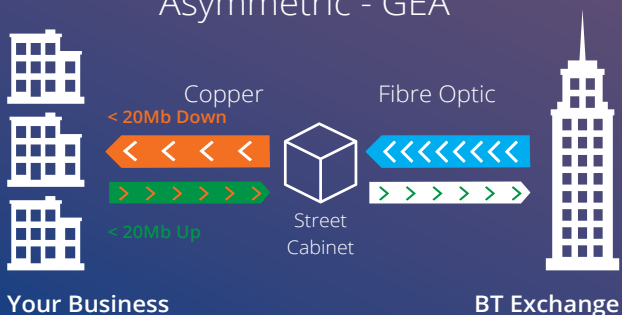 Asymmetric - GEA
Copper
Fibre Optic
< 20Mb Down
Street
Cabinet
< 20Mb Up
Your Business
BT Exchange